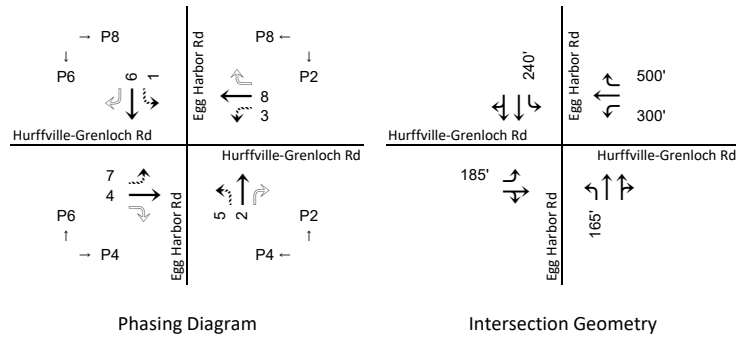 → P8
P8 ←
↓
↓
P6
P2
6
1
8
3
Egg Harbor Rd
Hurffville-Grenloch Rd
Hurffville-Grenloch Rd
7
4
5
2
P6
P2
↑
↑
→ P4
P4 ←
Egg Harbor Rd
Phasing Diagram
240'
Egg Harbor Rd
500'
300'
Hurffville-Grenloch Rd
Hurffville-Grenloch Rd
185'
165'
Egg Harbor Rd
Intersection Geometry